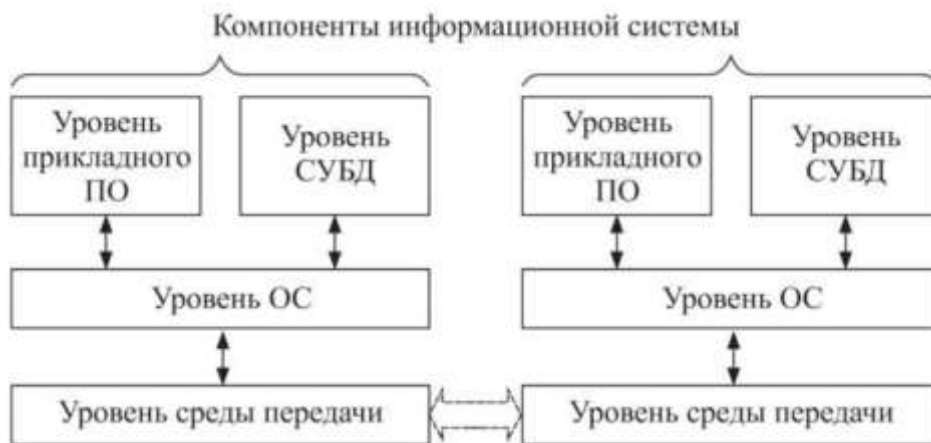 Компоненты информационной системы
Уровень
прикладного
ПО
Уровень
СУБД
Уровень
прикладного
ПО
Уровень
СУБД
Уровень ОС
Уровень ОС
Уровень среды передачи
Уровень среды передачи